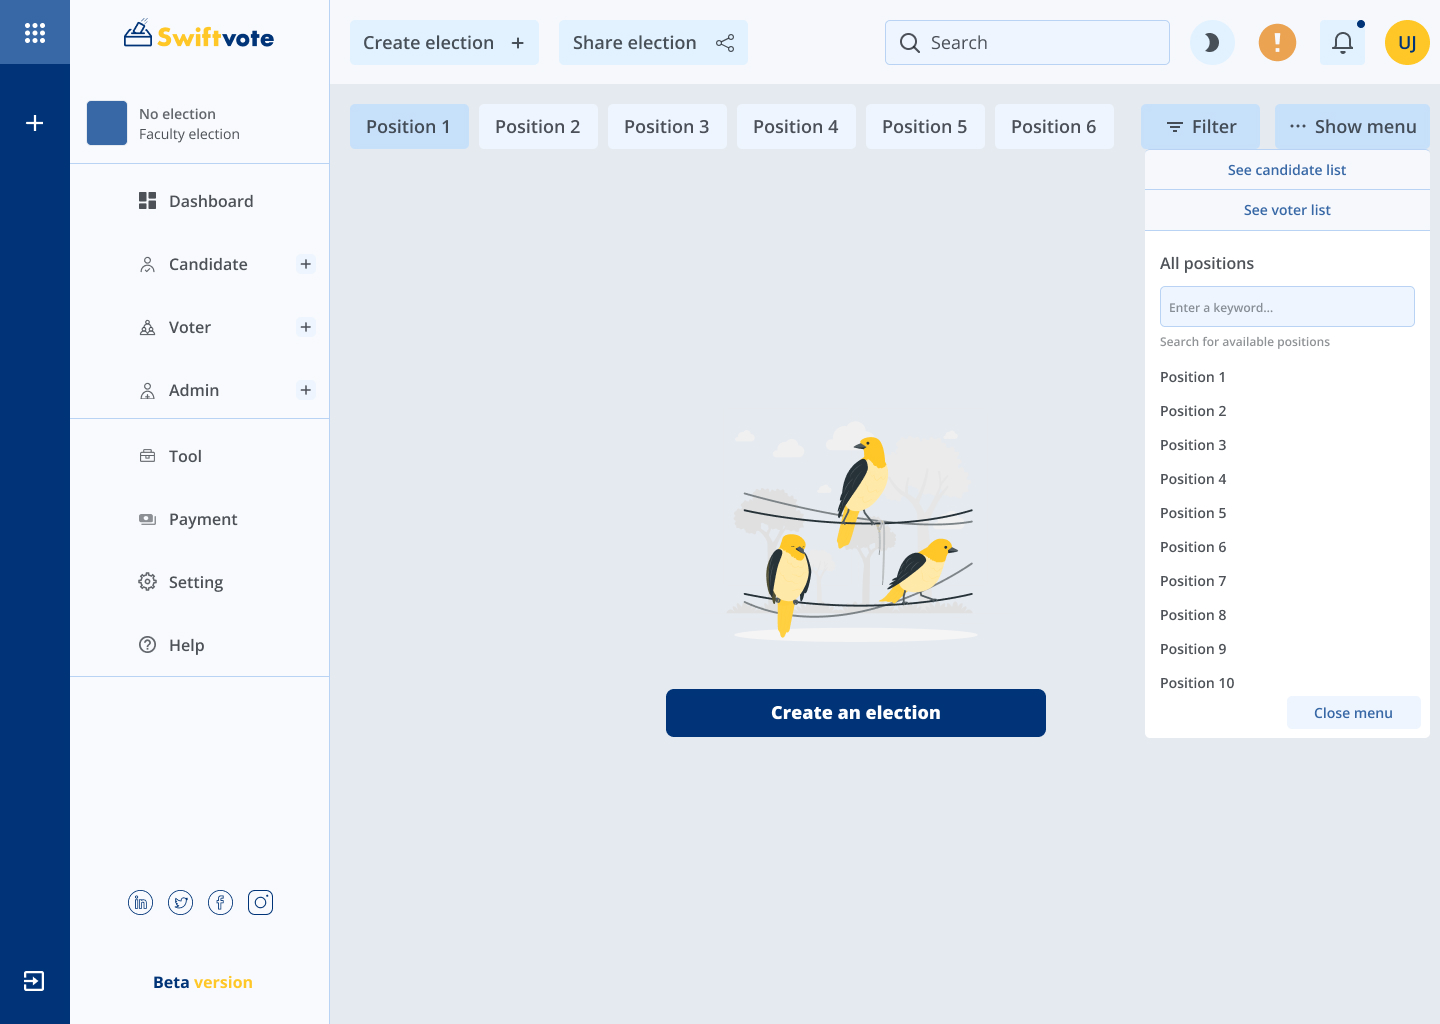 Swiftvote
No election
Faculty election
Dashboard
Candidate
Voter
Admin
Tool
Payment
Setting
Help
Beta version
Create election
Share election
Search
UJ
Position 1
Position 2
Position 3
Position 4
Position 5
Position 6
Filter
Show menu
See candidate list
See voter list
All positions
Enter a keyword...
Search for available positions
Position 1
Position 2
Position 3
Position 4
Position 5
Position 6
Position 7
Position 8
Position 9
Position 10
Close menu
Create an election